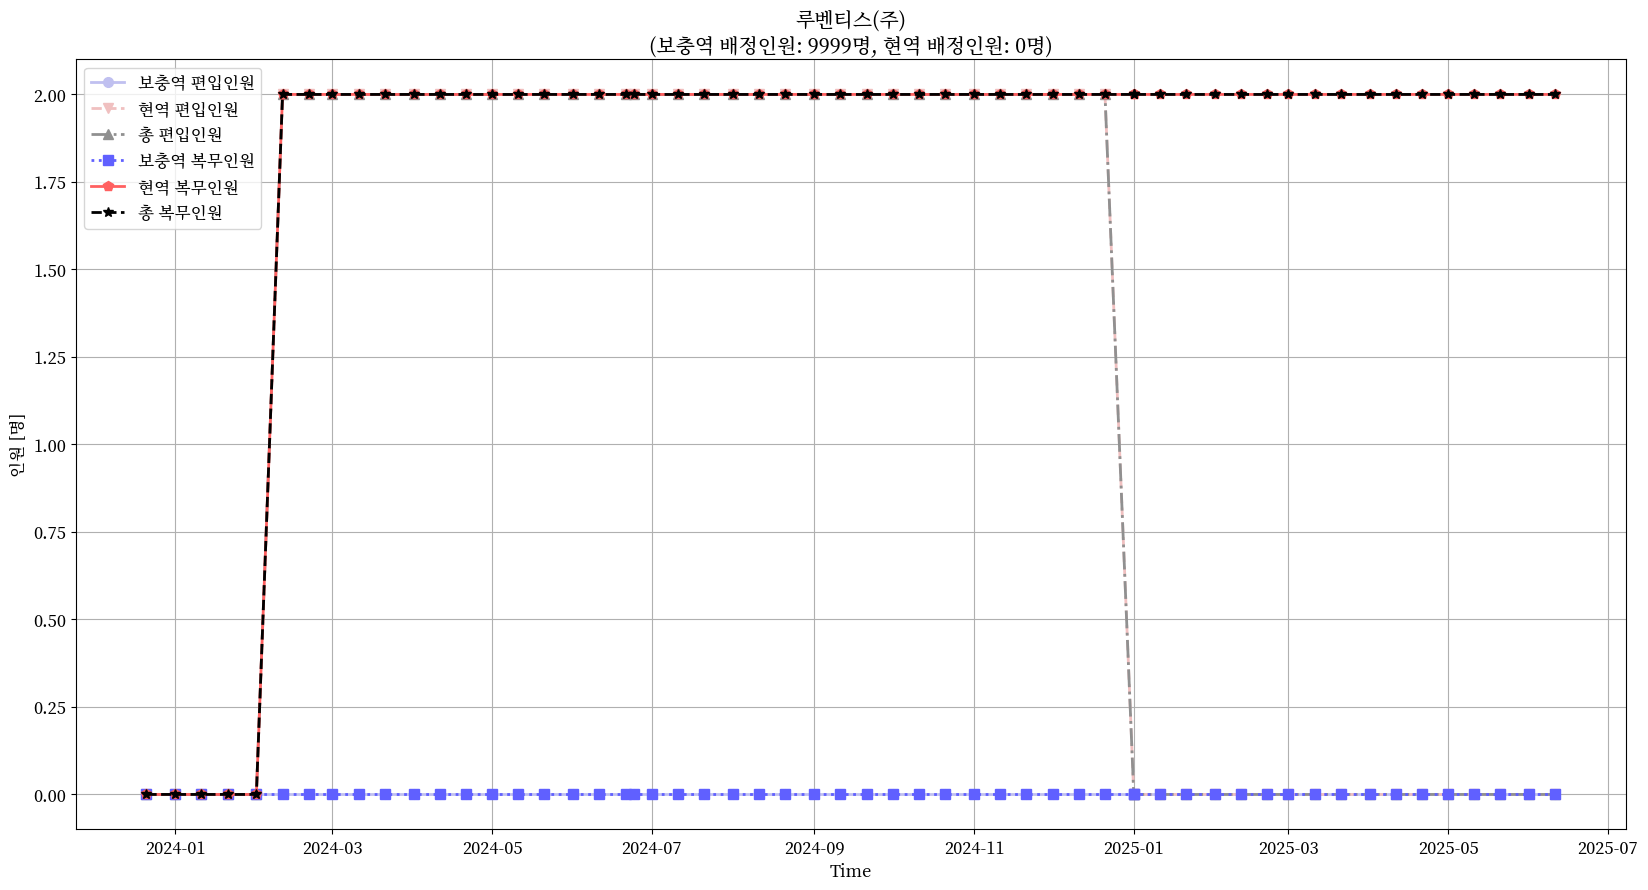 루벤티스(주)
(보충역 배정인원: 9999명, 현역 배정인원: 0명)
보충역 편입인원
현역 편입인원
총 편입인원
보충역 복무인원
현역 복무인원
총 복무인원
인원 [명]
2.00
1.75
1.50
1.25
1.00
0.75
0.50
0.25
0.00
2024-01
2024-03
2024-05
2024-07
2024-09
2024-11
2025-01
2025-03
2025-05
2025-07
Time